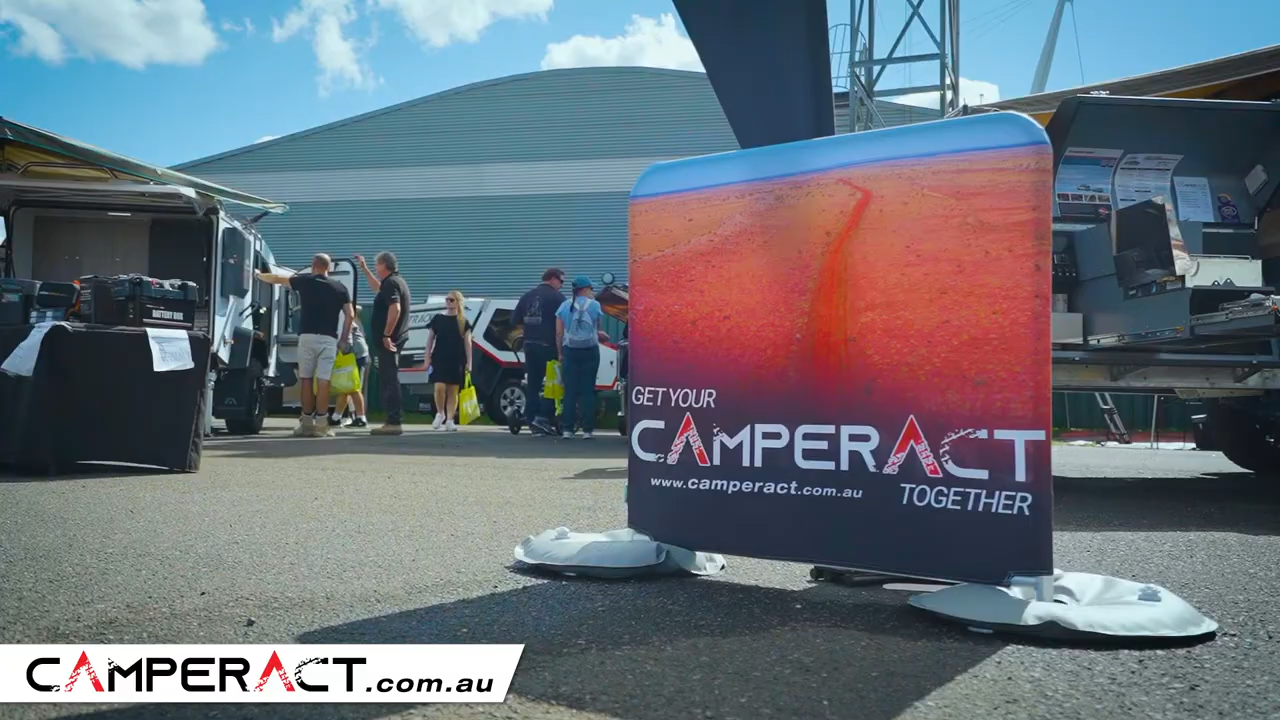 BATTERY BOX
GET YOUR
CAMPERACT
www.camperact.com.au
TOGETHER
CAMPERACT.com.au